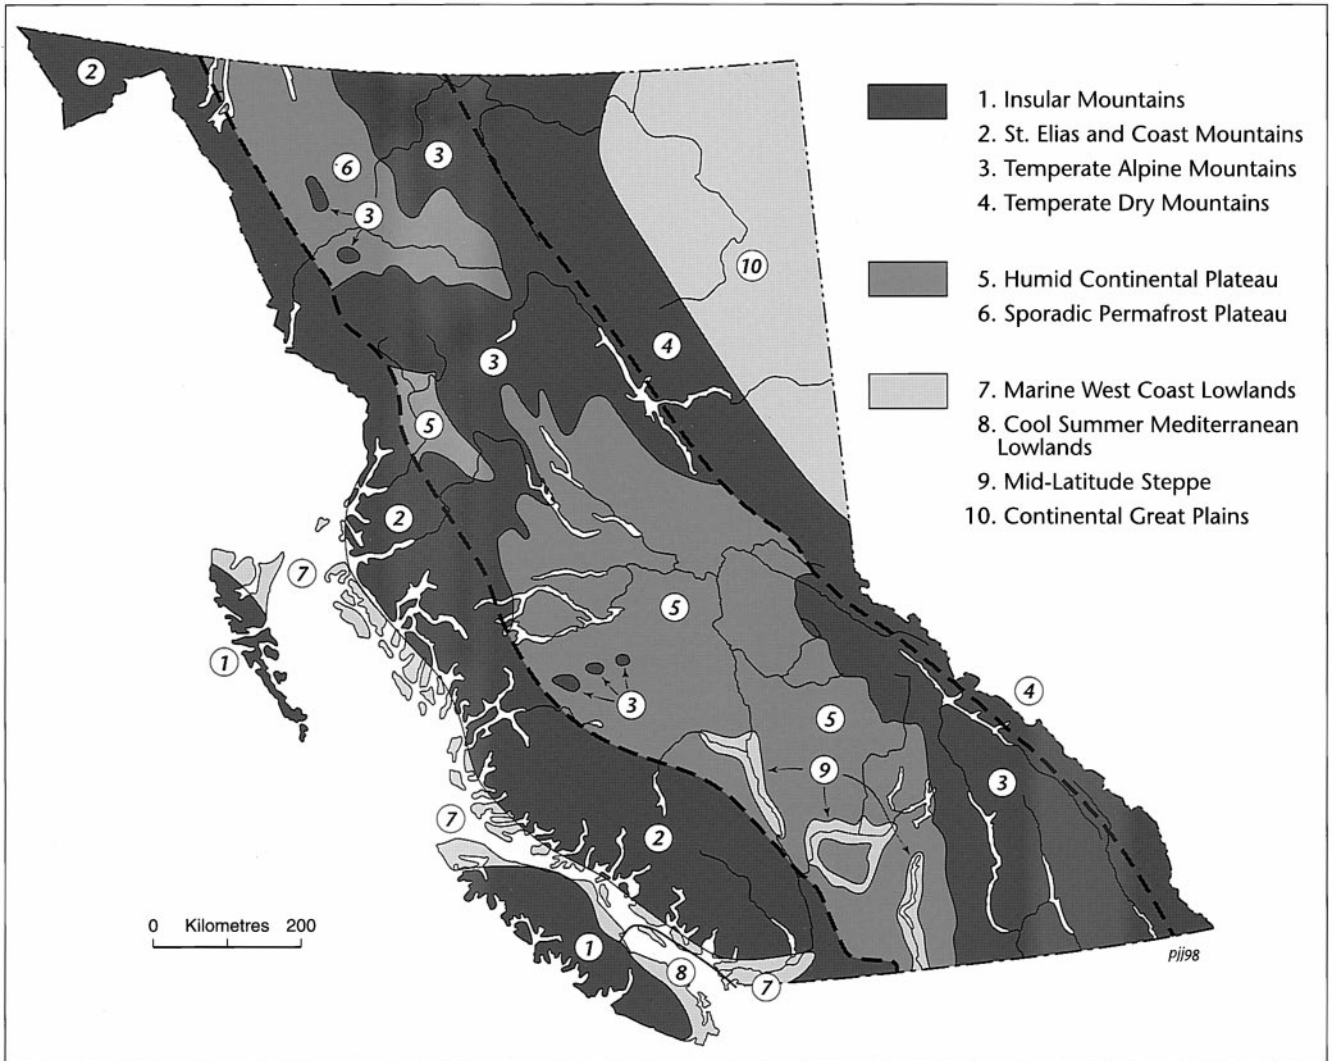 1. Insular Mountains
2. St. Elias and Coast Mountains
3. Temperate Alpine Mountains
4. Temperate Dry Mountains
5. Humid Continental Plateau
6. Sporadic Permafrost Plateau
7. Marine West Coast Lowlands
8. Cool Summer Mediterranean
Lowlands
9. Mid-Latitude Steppe
10. Continental Great Plains
2
3
6
3
10
4
3
5
2
7
5
1
3
4
5
9
3
7
2
1
8
7
0 Kilometres 200
pjj98